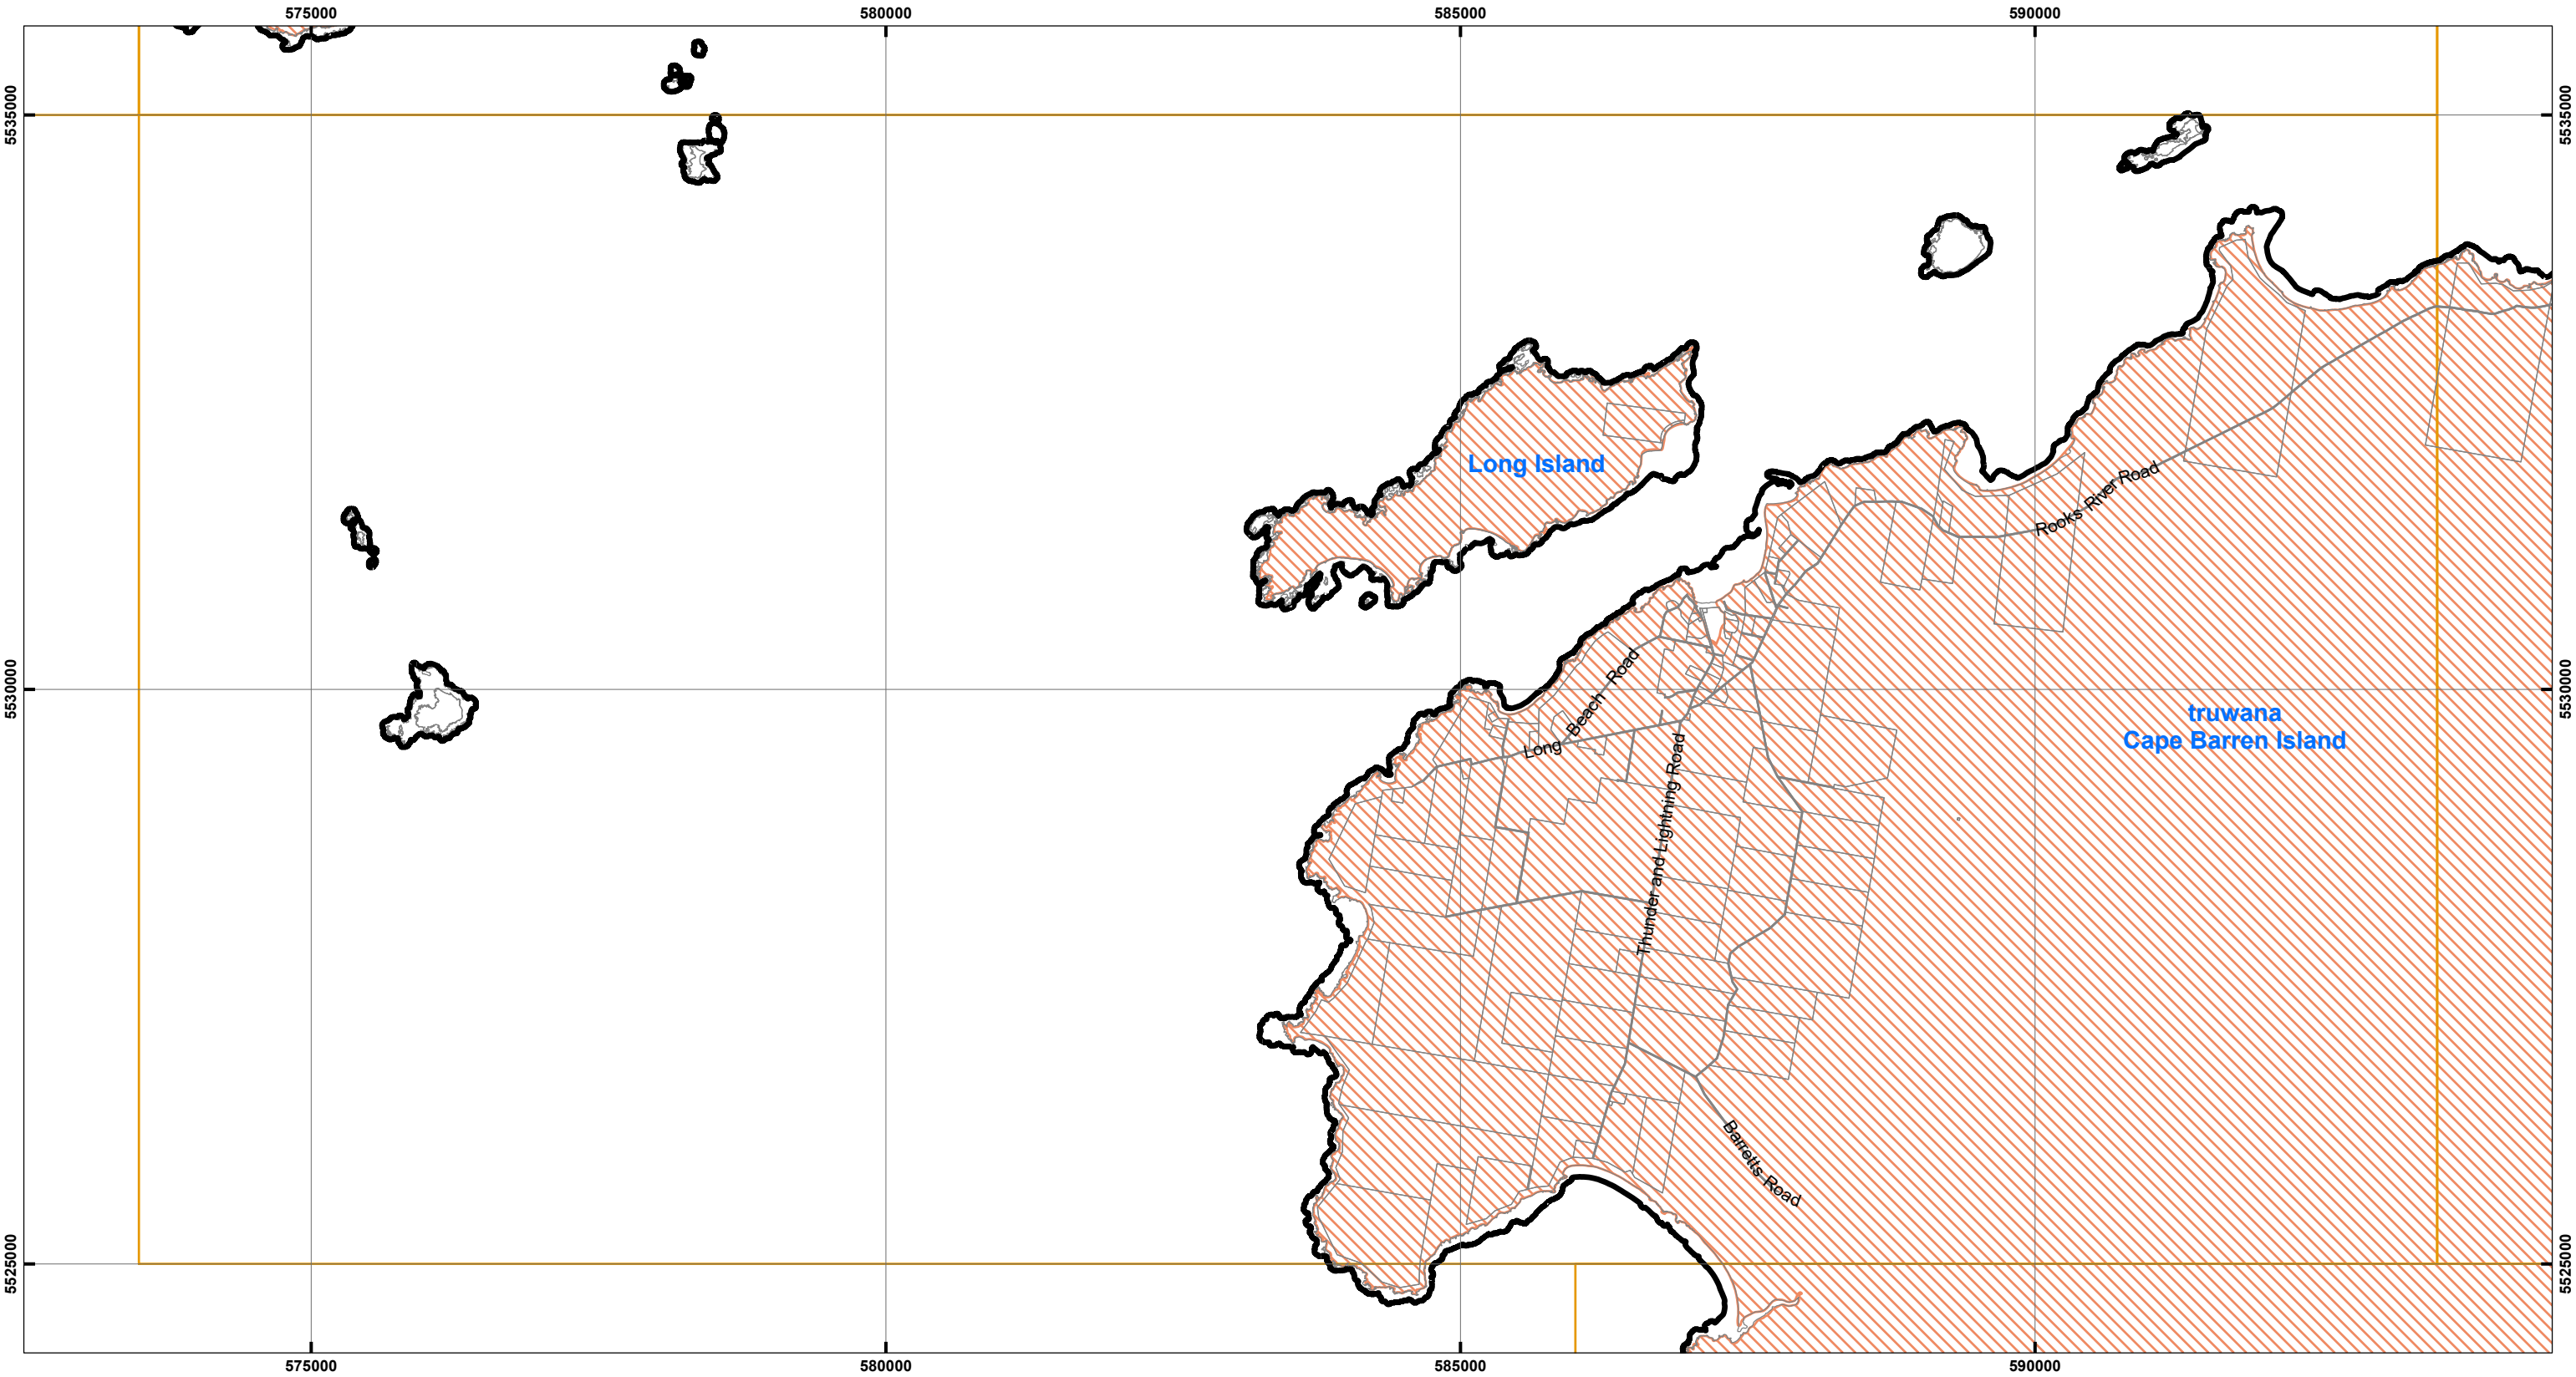 575000
580000
585000
590000
5535000
5535000
Long Island
Rooks River Road
5530000
5530000
Long Beach Road
truwana
Cape Barren Island
Thunder and Lightning Road
Barretts Road
5525000
5525000
575000
580000
585000
590000